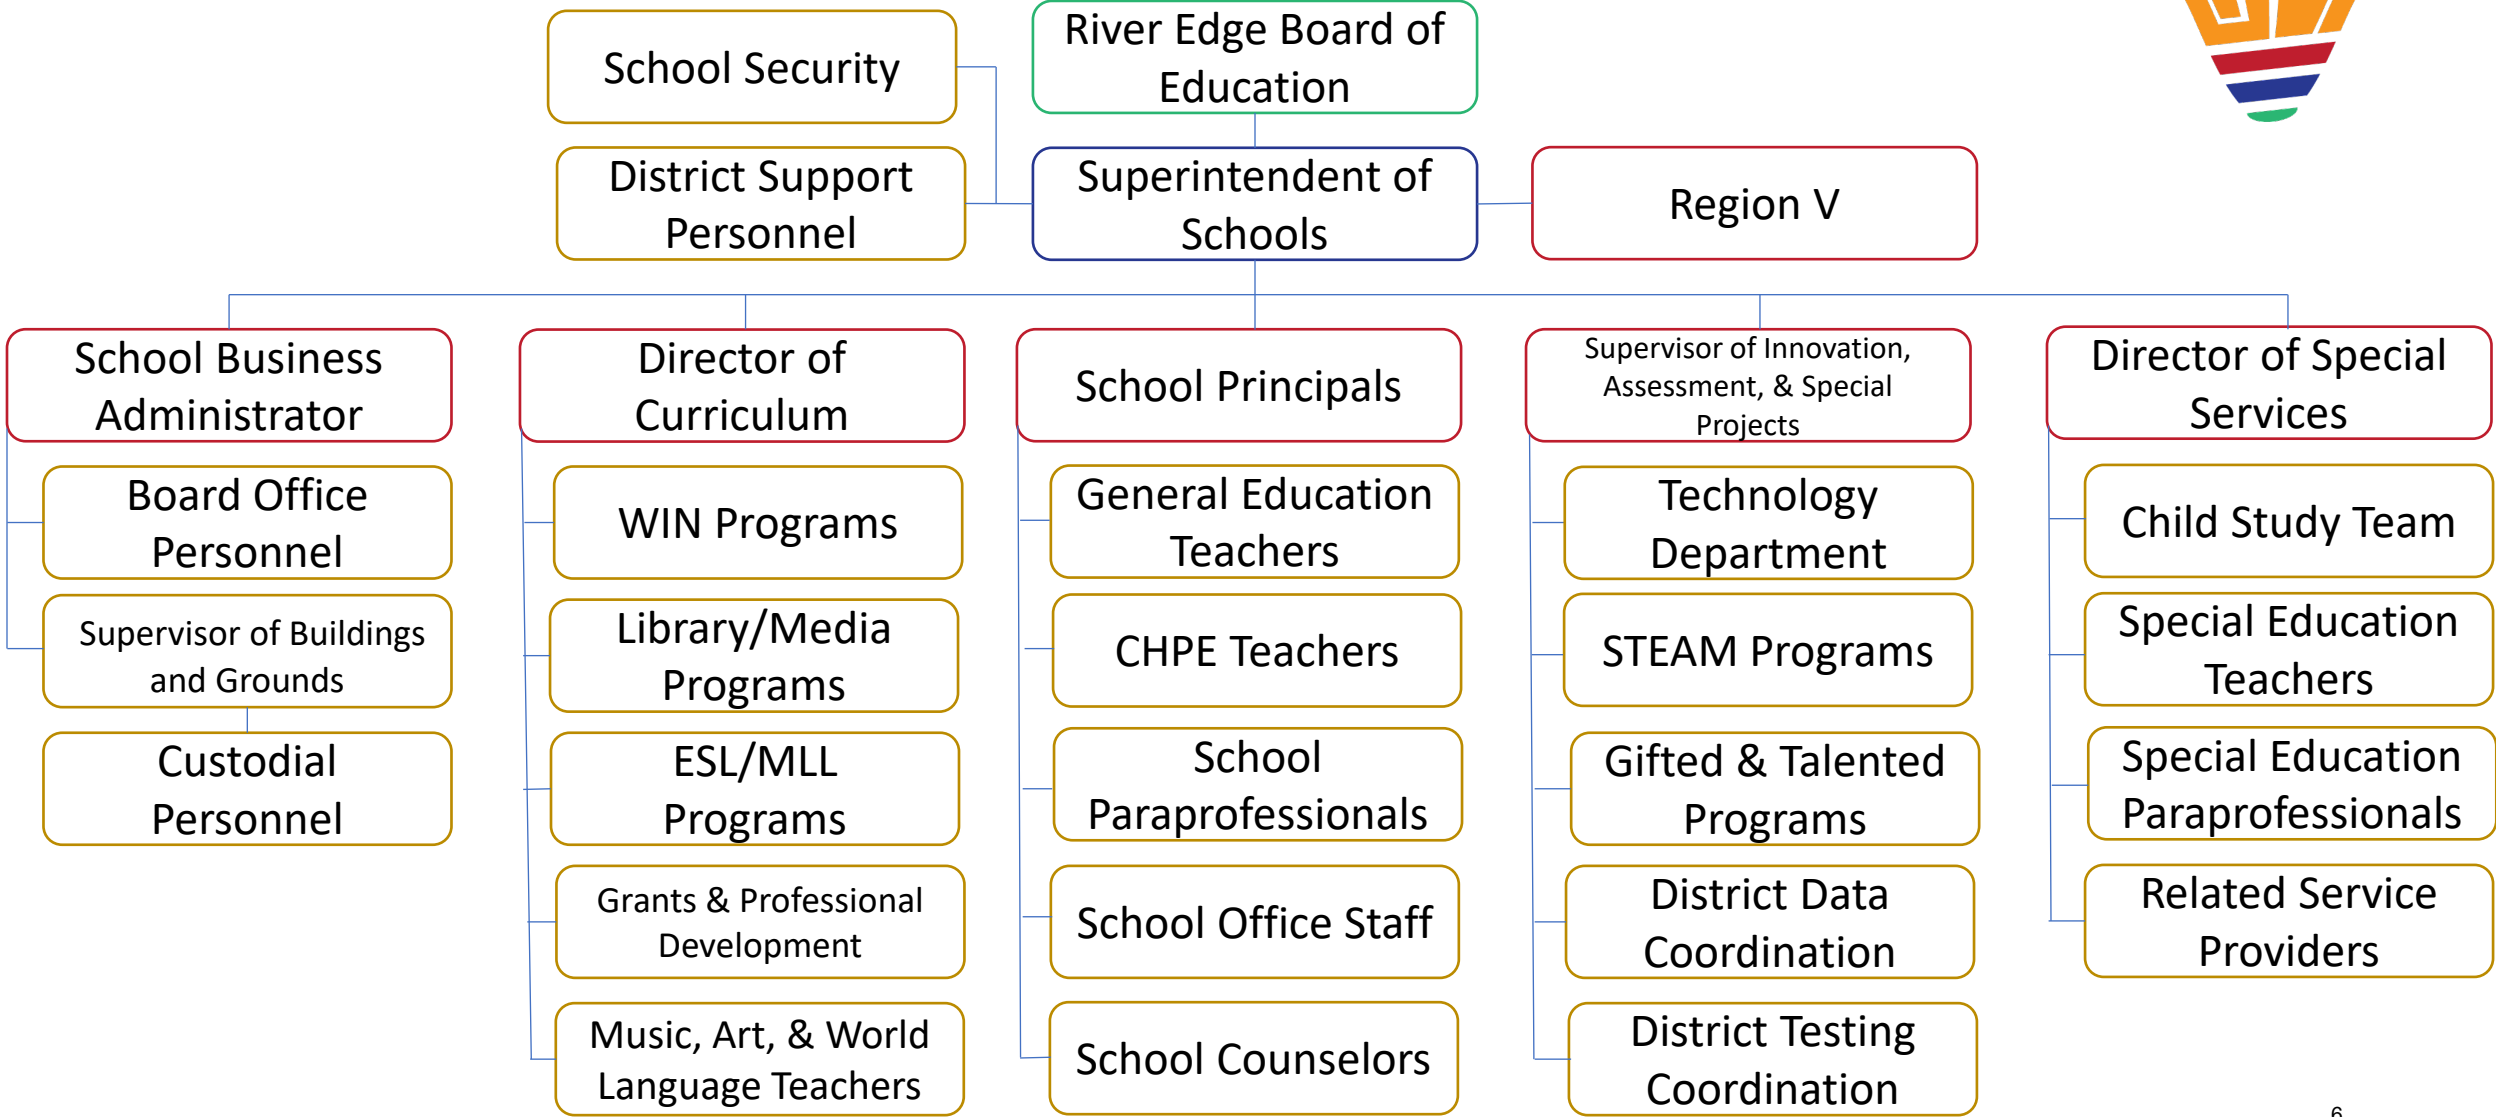 School Security
River Edge Board of
Education
District Support
Personnel
Superintendent of
Schools
Region V
School Business
Administrator
Board Office
Personnel
Supervisor of Buildings
and Grounds
Custodial
Personnel
Director of
Curriculum
WIN Programs
Library/Media
Programs
ESL/MLL
Programs
Grants & Professional
Development
Music, Art, & World
Language Teachers
School Principals
General Education
Teachers
CHPE Teachers
School
Paraprofessionals
School Office Staff
School Counselors
Supervisor of Innovation,
Assessment, & Special
Projects
Technology
Department
STEAM Programs
Gifted & Talented
Programs
District Data
Coordination
District Testing
Coordination
Director of Special
Services
Child Study Team
Special Education
Teachers
Special Education
Paraprofessionals
Related Service
Providers
6